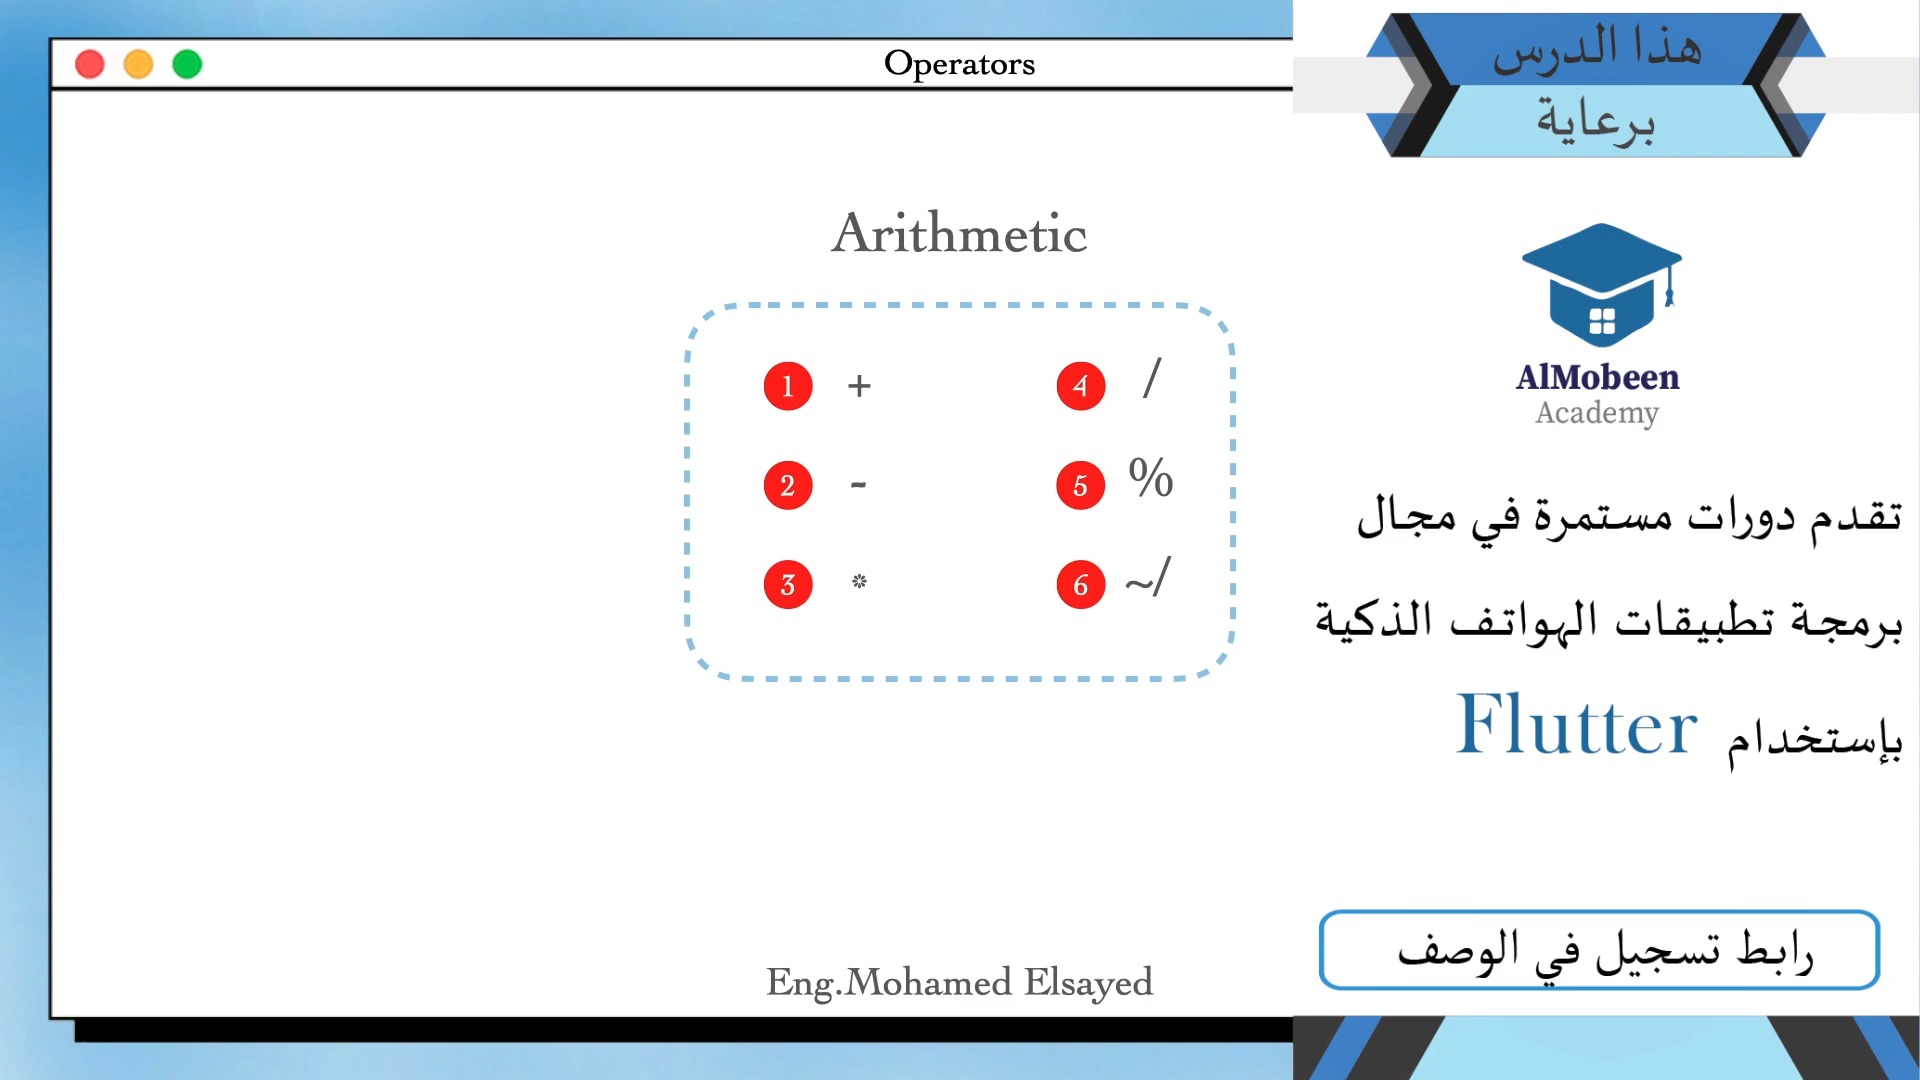 Operators
Arithmetic
1 +
4 /
2 -
5 %
3 *
6 ~/
Eng.Mohamed Elsayed
هذا الدرس
برعاية
AlMobeen
Academy
تقدم دورات مستمرة في مجال
برمجة تطبيقات الهواتف الذكية
بإستخدام Flutter
رابط تسجيل في الوصف